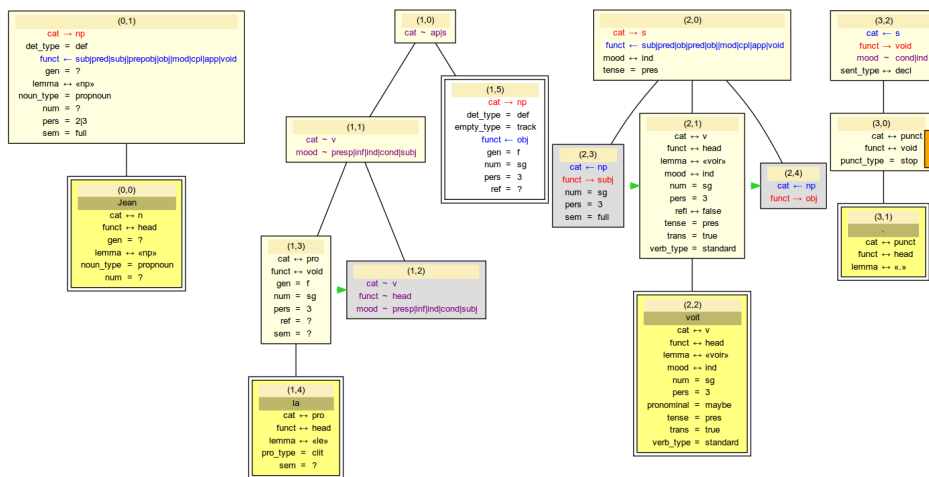 (0,1)
cat → np
det_type = def
funct ← subj|pred|subj||prepobj|obj|mod|cpl|app|void
gen = ?
lemma ↔ «np»
noun_type = propnoun
num = ?
pers = 2|3
sem = full
(0,0)
Jean
cat ↔ n
funct ↔ head
gen = ?
lemma ↔ «np»
noun_type = propnoun
num = ?
(1,0)
cat ~ ap|s
(1,1)
cat ~ v
mood ~ presp|inf|ind|cond|subj
(1,5)
cat → np
det_type = def
empty_type = track
funct ← obj
gen = f
num = sg
pers = 3
ref = ?
(1,3)
cat ↔ pro
funct ↔ void
gen = f
num = sg
pers = 3
ref = ?
sem = ?
(1,2)
cat ~ v
funct ~ head
mood ~ presp|inf|ind|cond|subj
(1,4)
la
cat ↔ pro
funct ↔ head
lemma ↔ «le»
pro_type = clit
sem = ?
(2,0)
cat → s
funct ← subj|pred|obj|pred|obj|mod|cpl|app|void
mood ↔ ind
tense = pres
(2,3)
cat ← np
funct → subj
num = sg
pers = 3
sem = full
(2,1)
cat ↔ v
funct ↔ head
lemma ↔ «voir»
mood ↔ ind
num = sg
pers = 3
refl ↔ false
tense = pres
trans = true
verb_type = standard
(2,4)
cat ← np
funct → obj
(2,2)
voit
cat ↔ v
funct ↔ head
lemma ↔ «voir»
mood ↔ ind
num = sg
pers = 3
pronominal = maybe
tense = pres
trans = true
verb_type = standard
(3,2)
cat ← s
funct → void
mood ~ cond|ind
sent_type ↔ decl
(3,0)
cat ↔ punct
funct ↔ void
punct_type = stop
(3,1)
.
cat ↔ punct
funct ↔ head
lemma ↔ «.»